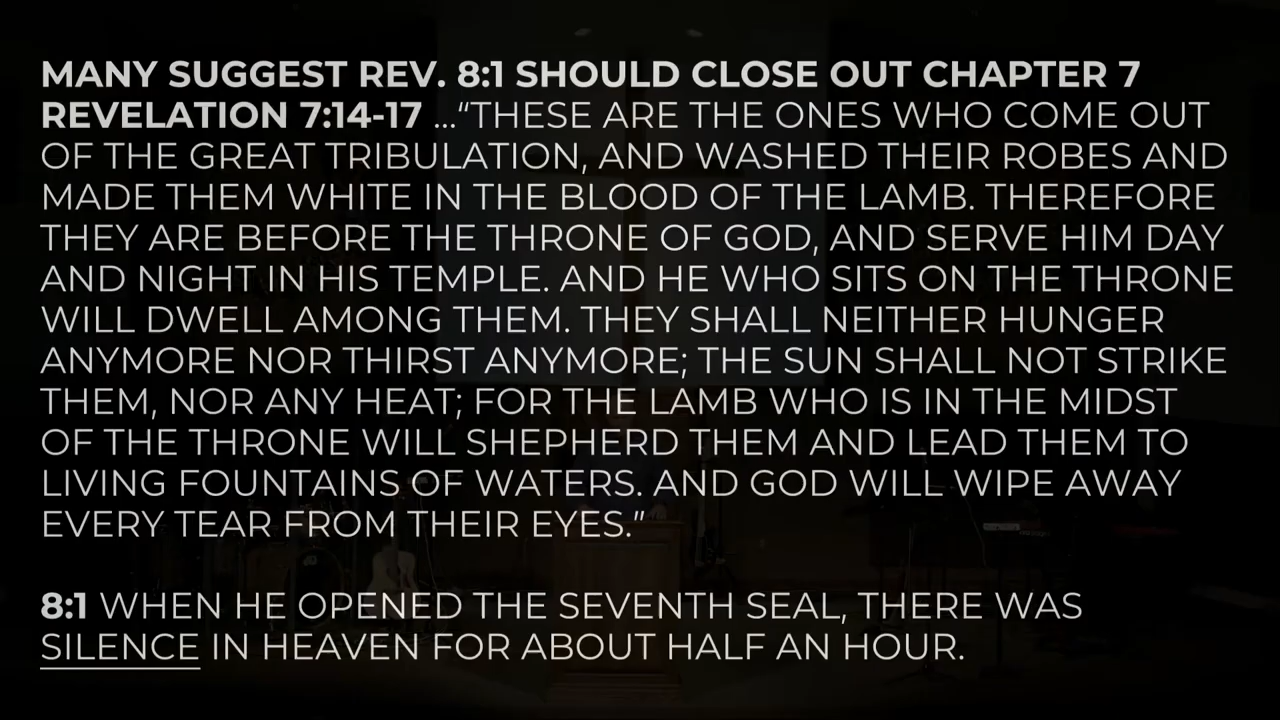 MANY SUGGEST REV. 8:1 SHOULD CLOSE OUT CHAPTER 7
REVELATION 7:14-17 ...“THESE ARE THE ONES WHO COME OUT
OF THE GREAT TRIBULATION, AND WASHED THEIR ROBES AND
MADE THEM WHITE IN THE BLOOD OF THE LAMB. THEREFORE
THEY ARE BEFORE THE THRONE OF GOD, AND SERVE HIM DAY
AND NIGHT IN HIS TEMPLE. AND HE WHO SITS ON THE THRONE
WILL DWELL AMONG THEM. THEY SHALL NEITHER HUNGER
ANYMORE NOR THIRST ANYMORE; THE SUN SHALL NOT STRIKE
THEM, NOR ANY HEAT; FOR THE LAMB WHO IS IN THE MIDST
OF THE THRONE WILL SHEPHERD THEM AND LEAD THEM TO
LIVING FOUNTAINS OF WATERS. AND GOD WILL WIPE AWAY
EVERY TEAR FROM THEIR EYES.”
8:1 WHEN HE OPENED THE SEVENTH SEAL, THERE WAS
SILENCE IN HEAVEN FOR ABOUT HALF AN HOUR.